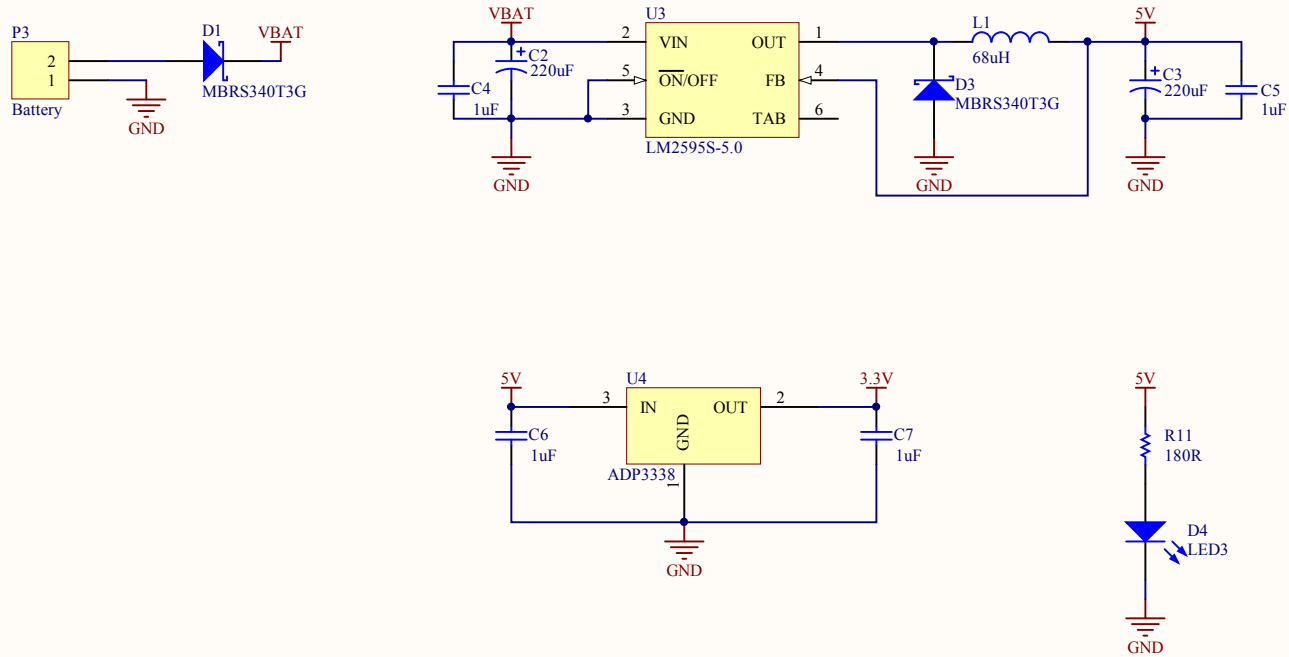 P3
2
1
Battery
GND
D1
MBRS340T3G
VBAT
VBAT
C2
220uF
C4
1uF
GND
U3
2
VIN
OUT
1
5
ON/OFF
FB
4
3
GND
TAB
6
LM2595S-5.0
L1
68uH
D3
MBRS340T3G
GND
5V
C3
220uF
C5
1uF
GND
5V
C6
1uF
U4
3
IN
OUT
2
GND
1
ADP3338
GND
3.3V
C7
1uF
5V
R11
180R
D4
LED3
GND